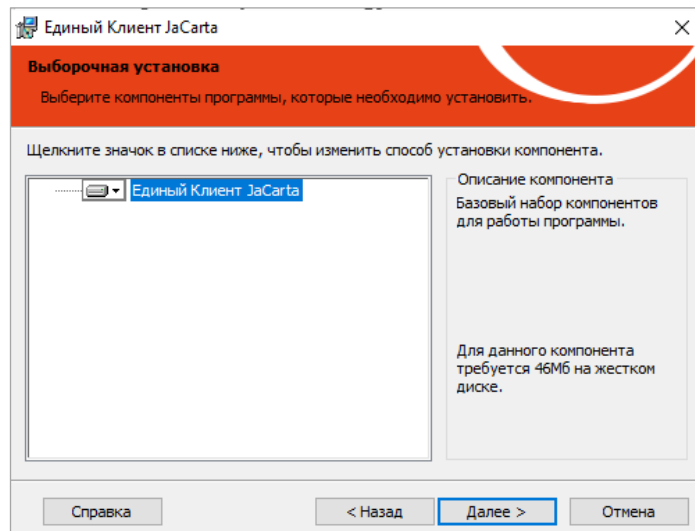 Единый Клиент JaCarta
Выборочная установка
Выберите компоненты программы, которые необходимо установить.
Щелкните значок в списке ниже, чтобы изменить способ установки компонента.
Единый Клиент JaCarta
Описание компонента
Базовый набор компонентов
для работы программы.
Для данного компонента
требуется 46Мб на жестком
диске.
Справка
< Назад
Далее >
Отмена